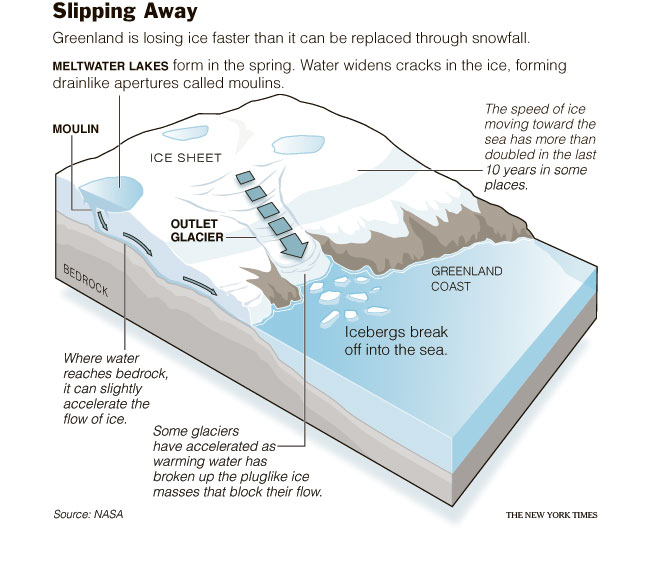 Slipping Away
Greenland is losing ice faster than it can be replaced through snowfall.
MELTWATER LAKES form in the spring. Water widens cracks in the ice, forming
drainlike apertures called moulins.
MOULIN
ICE SHEET
The speed of ice
moving toward the
sea has more than
doubled in the last
10 years in some
places.
OUTLET
GLACIER
BEDROCK
GREENLAND
COAST
Icebergs break
off into the sea.
Where water
reaches bedrock,
it can slightly
accelerate the
flow of ice.
Some glaciers
have accelerated as
warming water has
broken up the pluglike ice
masses that block their flow.
Source: NASA
THE NEW YORK TIMES